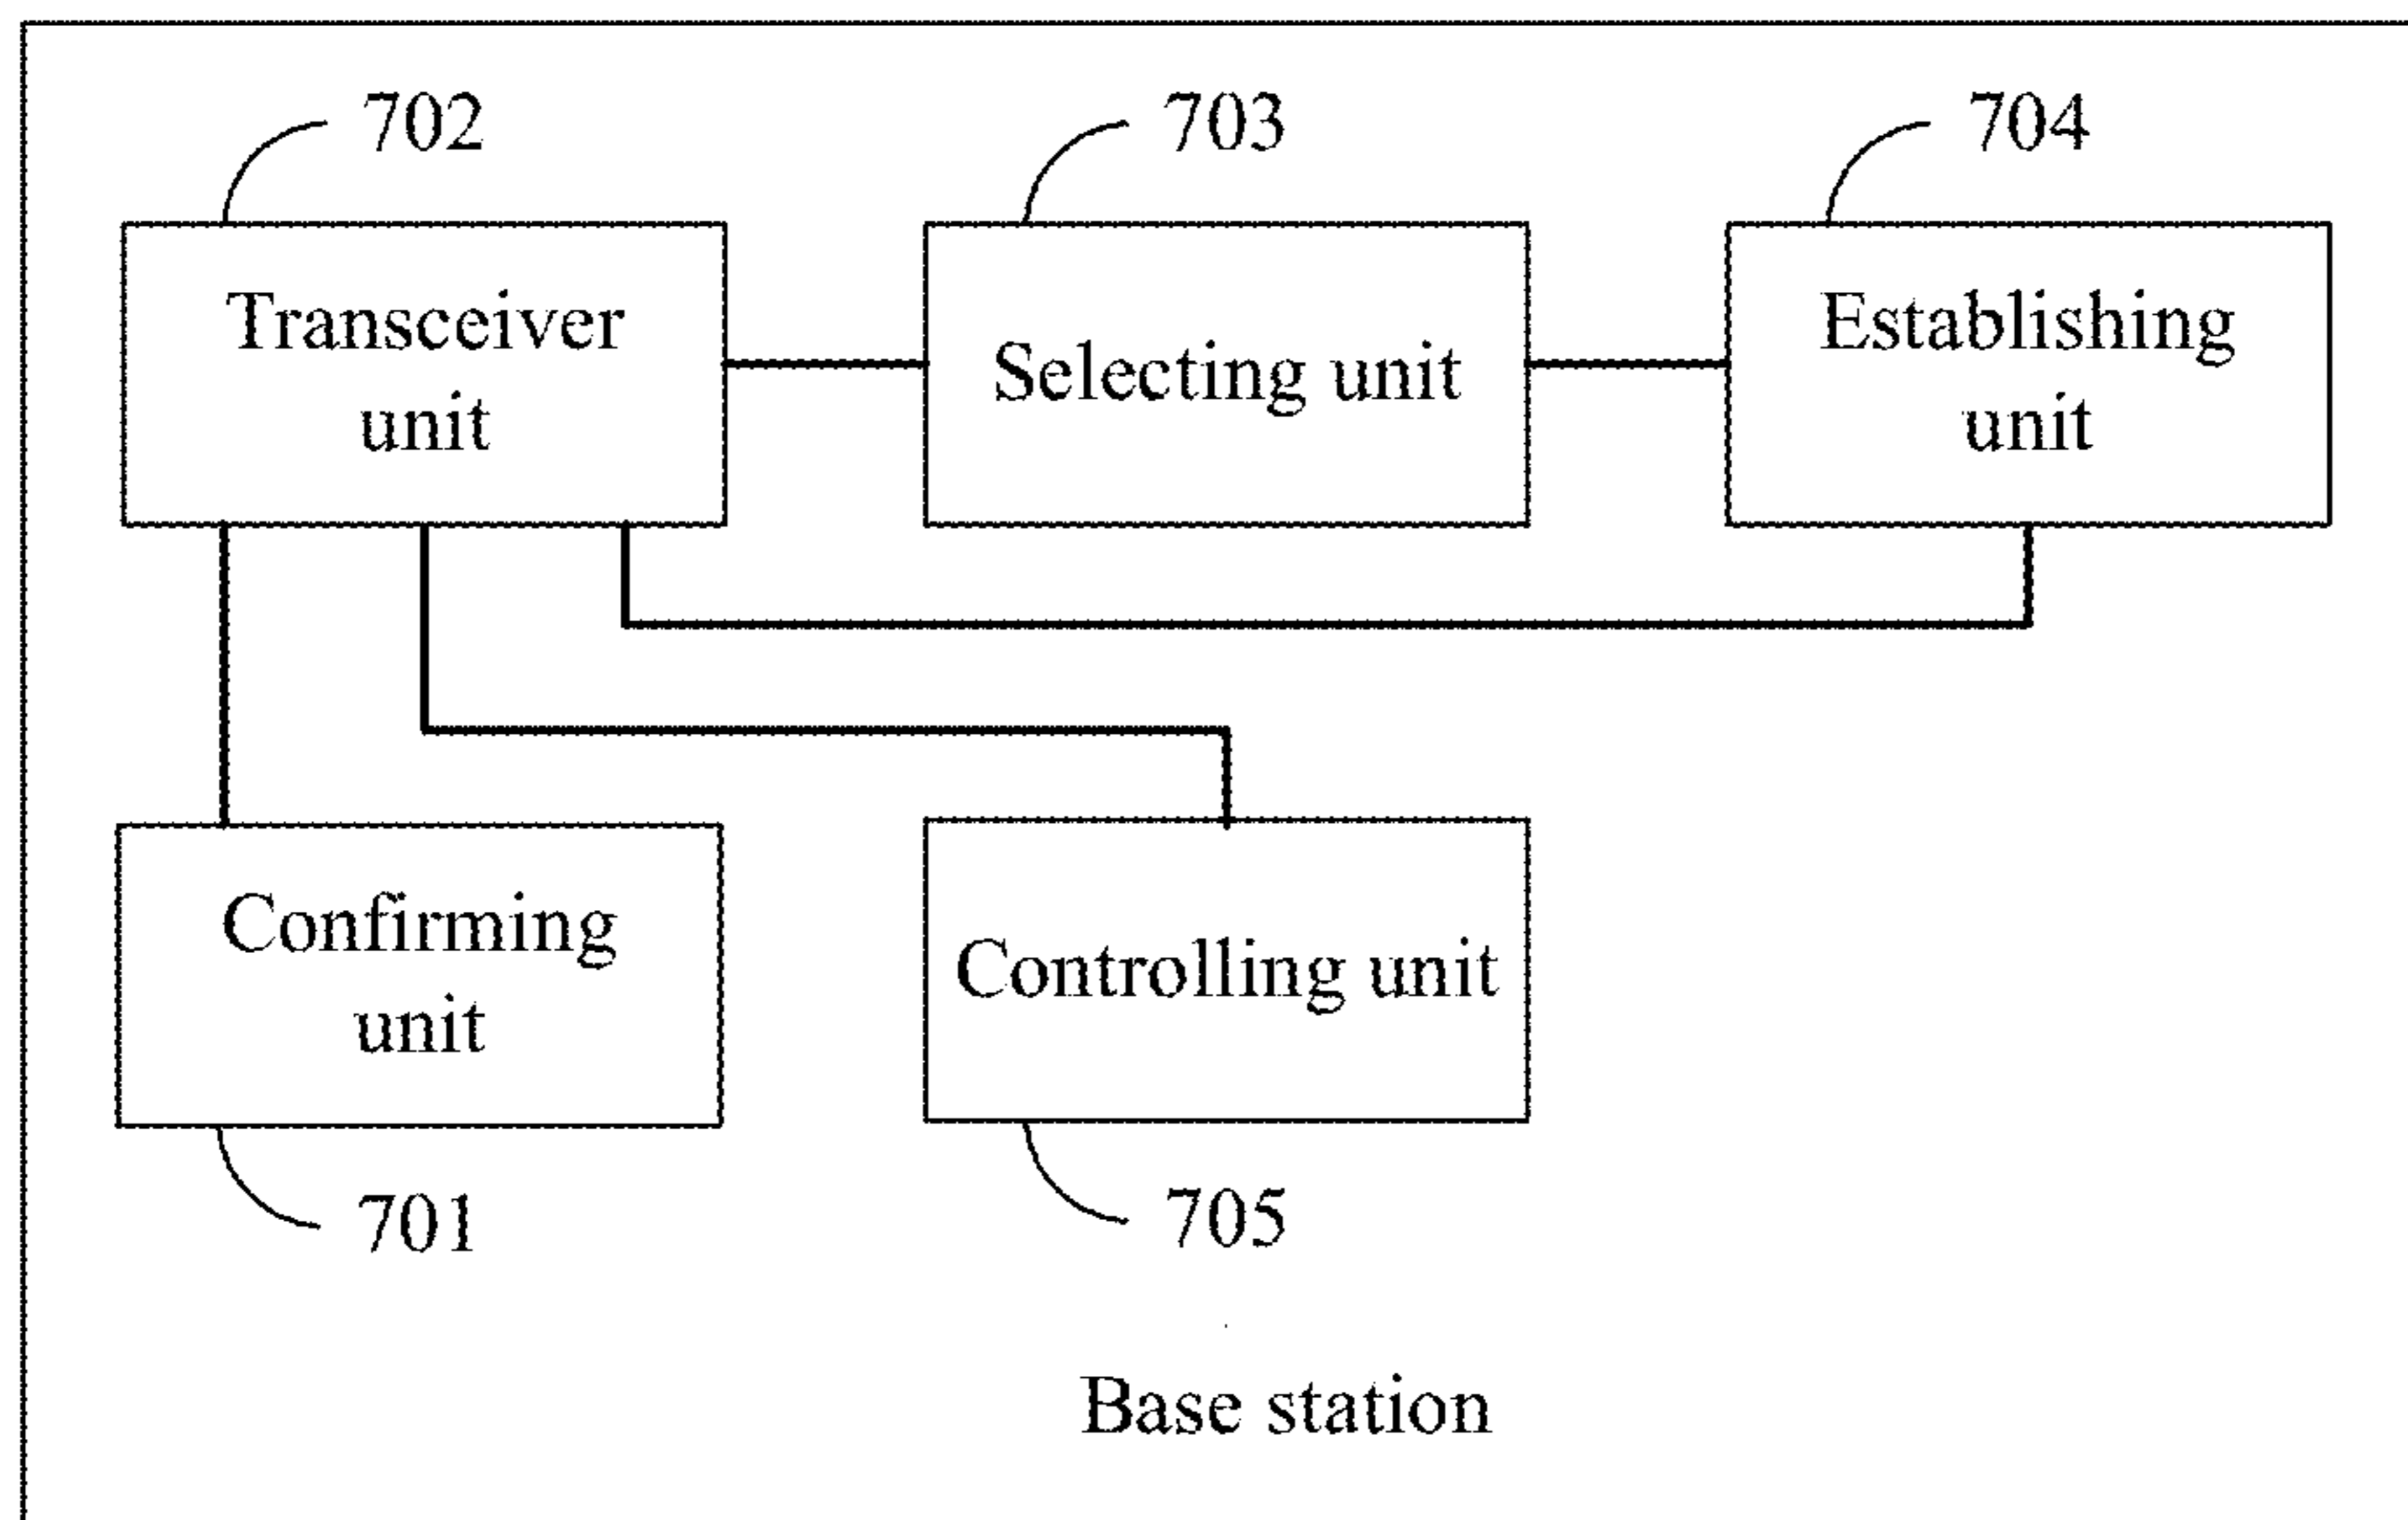 702
703
704
Transceiver
unit
Selecting unit
Establishing
unit
Confirming
unit
Controlling unit
701
705
Base station